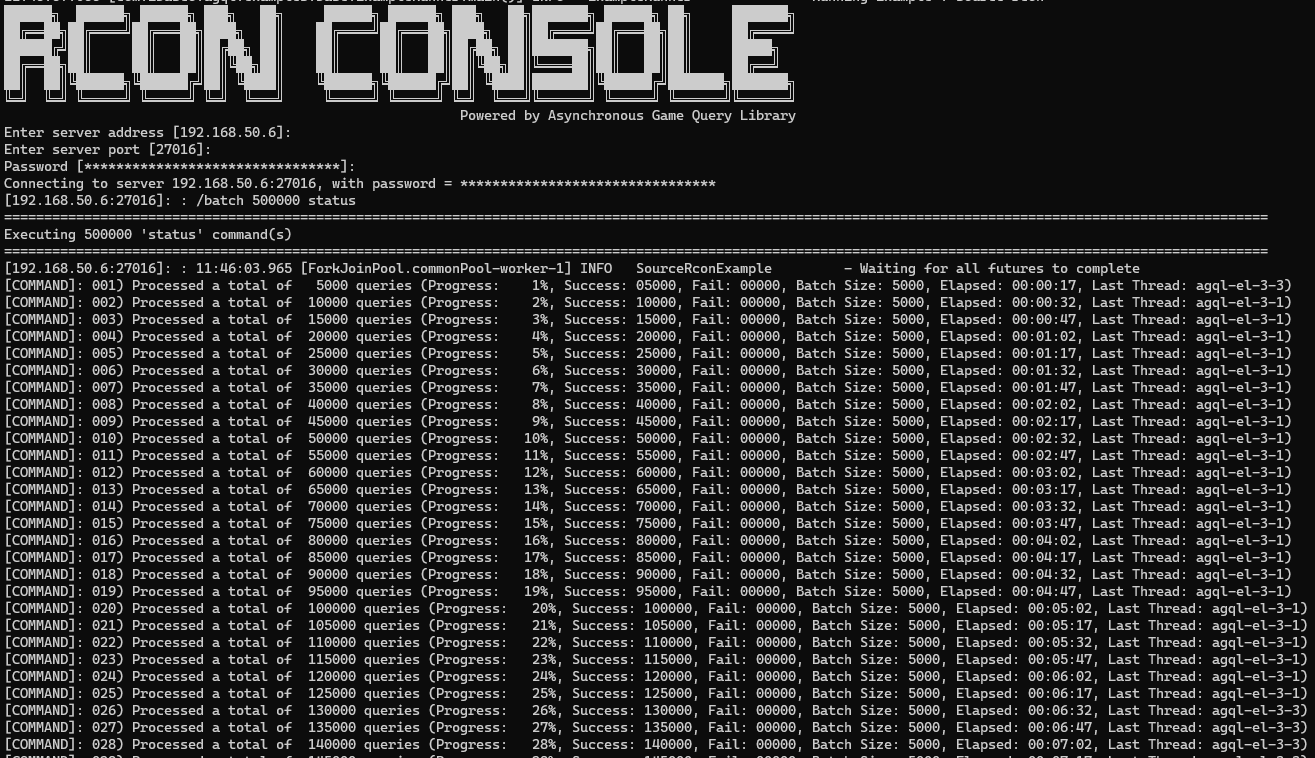 INFO
Running Example : Source Rcon
RCON CONSOLE
Powered by Asynchronous Game Query Library
Enter server address [192.168.50.6]:
Enter server port [27016]:
Password [********************************]:
Connecting to server 192.168.50.6:27016, with password = ********************************
[192.168.50.6:27016]: : /batch 500000 status
Executing 500000 'status' command(s)
[192.168.50.6:27016]: : 11:46:03.965 [ForkJoinPool.commonPool-worker-1] INFO   SourceRconExample         – Waiting for all futures to complete
[COMMAND]: 001) Processed a total of   5000 queries (Progress:    1%, Success: 05000, Fail: 00000, Batch Size: 5000, Elapsed: 00:00:17, Last Thread: agql-el-3-3)
[COMMAND]: 002) Processed a total of  10000 queries (Progress:    2%, Success: 10000, Fail: 00000, Batch Size: 5000, Elapsed: 00:00:32, Last Thread: agql-el-3-1)
[COMMAND]: 003) Processed a total of  15000 queries (Progress:    3%, Success: 15000, Fail: 00000, Batch Size: 5000, Elapsed: 00:00:47, Last Thread: agql-el-3-1)
[COMMAND]: 004) Processed a total of  20000 queries (Progress:    4%, Success: 20000, Fail: 00000, Batch Size: 5000, Elapsed: 00:01:02, Last Thread: agql-el-3-1)
[COMMAND]: 005) Processed a total of  25000 queries (Progress:    5%, Success: 25000, Fail: 00000, Batch Size: 5000, Elapsed: 00:01:17, Last Thread: agql-el-3-1)
[COMMAND]: 006) Processed a total of  30000 queries (Progress:    6%, Success: 30000, Fail: 00000, Batch Size: 5000, Elapsed: 00:01:32, Last Thread: agql-el-3-1)
[COMMAND]: 007) Processed a total of  35000 queries (Progress:    7%, Success: 35000, Fail: 00000, Batch Size: 5000, Elapsed: 00:01:47, Last Thread: agql-el-3-1)
[COMMAND]: 008) Processed a total of  40000 queries (Progress:    8%, Success: 40000, Fail: 00000, Batch Size: 5000, Elapsed: 00:02:02, Last Thread: agql-el-3-1)
[COMMAND]: 009) Processed a total of  45000 queries (Progress:    9%, Success: 45000, Fail: 00000, Batch Size: 5000, Elapsed: 00:02:17, Last Thread: agql-el-3-1)
[COMMAND]: 010) Processed a total of  50000 queries (Progress:   10%, Success: 50000, Fail: 00000, Batch Size: 5000, Elapsed: 00:02:32, Last Thread: agql-el-3-1)
[COMMAND]: 011) Processed a total of  55000 queries (Progress:   11%, Success: 55000, Fail: 00000, Batch Size: 5000, Elapsed: 00:02:47, Last Thread: agql-el-3-1)
[COMMAND]: 012) Processed a total of  60000 queries (Progress:   12%, Success: 60000, Fail: 00000, Batch Size: 5000, Elapsed: 00:03:02, Last Thread: agql-el-3-1)
[COMMAND]: 013) Processed a total of  65000 queries (Progress:   13%, Success: 65000, Fail: 00000, Batch Size: 5000, Elapsed: 00:03:17, Last Thread: agql-el-3-1)
[COMMAND]: 014) Processed a total of  70000 queries (Progress:   14%, Success: 70000, Fail: 00000, Batch Size: 5000, Elapsed: 00:03:32, Last Thread: agql-el-3-1)
[COMMAND]: 015) Processed a total of  75000 queries (Progress:   15%, Success: 75000, Fail: 00000, Batch Size: 5000, Elapsed: 00:03:47, Last Thread: agql-el-3-1)
[COMMAND]: 016) Processed a total of  80000 queries (Progress:   16%, Success: 80000, Fail: 00000, Batch Size: 5000, Elapsed: 00:04:02, Last Thread: agql-el-3-1)
[COMMAND]: 017) Processed a total of  85000 queries (Progress:   17%, Success: 85000, Fail: 00000, Batch Size: 5000, Elapsed: 00:04:17, Last Thread: agql-el-3-1)
[COMMAND]: 018) Processed a total of  90000 queries (Progress:   18%, Success: 90000, Fail: 00000, Batch Size: 5000, Elapsed: 00:04:32, Last Thread: agql-el-3-1)
[COMMAND]: 019) Processed a total of  95000 queries (Progress:   19%, Success: 95000, Fail: 00000, Batch Size: 5000, Elapsed: 00:04:47, Last Thread: agql-el-3-1)
[COMMAND]: 020) Processed a total of  100000 queries (Progress:   20%, Success: 100000, Fail: 00000, Batch Size: 5000, Elapsed: 00:05:02, Last Thread: agql-el-3-1)
[COMMAND]: 021) Processed a total of  105000 queries (Progress:   21%, Success: 105000, Fail: 00000, Batch Size: 5000, Elapsed: 00:05:17, Last Thread: agql-el-3-1)
[COMMAND]: 022) Processed a total of  110000 queries (Progress:   22%, Success: 110000, Fail: 00000, Batch Size: 5000, Elapsed: 00:05:32, Last Thread: agql-el-3-1)
[COMMAND]: 023) Processed a total of  115000 queries (Progress:   23%, Success: 115000, Fail: 00000, Batch Size: 5000, Elapsed: 00:05:47, Last Thread: agql-el-3-1)
[COMMAND]: 024) Processed a total of  120000 queries (Progress:   24%, Success: 120000, Fail: 00000, Batch Size: 5000, Elapsed: 00:06:02, Last Thread: agql-el-3-1)
[COMMAND]: 025) Processed a total of  125000 queries (Progress:   25%, Success: 125000, Fail: 00000, Batch Size: 5000, Elapsed: 00:06:17, Last Thread: agql-el-3-1)
[COMMAND]: 026) Processed a total of  130000 queries (Progress:   26%, Success: 130000, Fail: 00000, Batch Size: 5000, Elapsed: 00:06:32, Last Thread: agql-el-3-3)
[COMMAND]: 027) Processed a total of  135000 queries (Progress:   27%, Success: 135000, Fail: 00000, Batch Size: 5000, Elapsed: 00:06:47, Last Thread: agql-el-3-3)
[COMMAND]: 028) Processed a total of  140000 queries (Progress:   28%, Success: 140000, Fail: 00000, Batch Size: 5000, Elapsed: 00:07:02, Last Thread: agql-el-3-3)